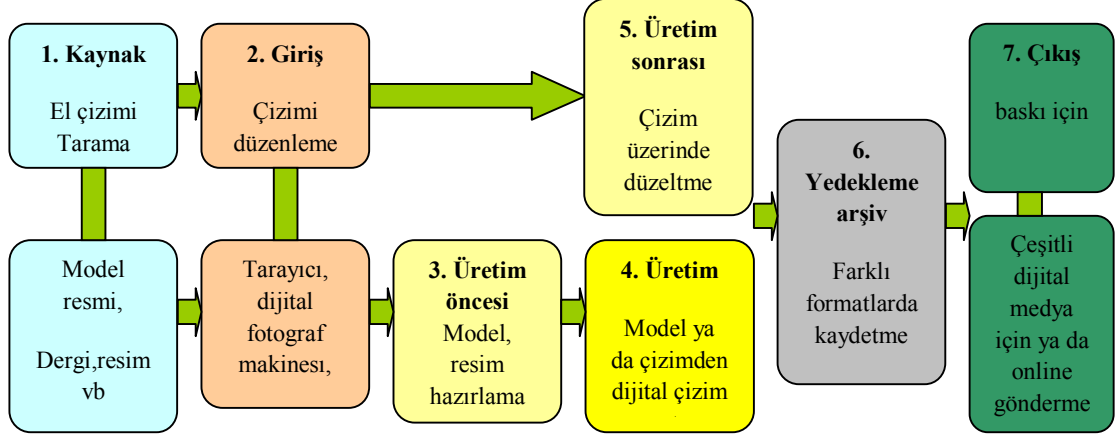 1. Kaynak
El çizimi
Tarama
Model
resmi,
Dergi,resim
vb
2. Giriş
Çizimi
düzenleme
Tarayıcı,
dijital
fotograf
makinesı,
3. Üretim
öncesi
Model,
resim
hazırlama
4. Üretim
Model ya
da çizimden
dijital çizim
5. Üretim
sonrası
Çizim
üzerinde
düzeltme
6.
Yedekleme
arşiv
Farklı
formatlarda
kaydetme
7. Çıkış
baskı için
Çeşitli
dijital
medya
için ya da
online
gönderme